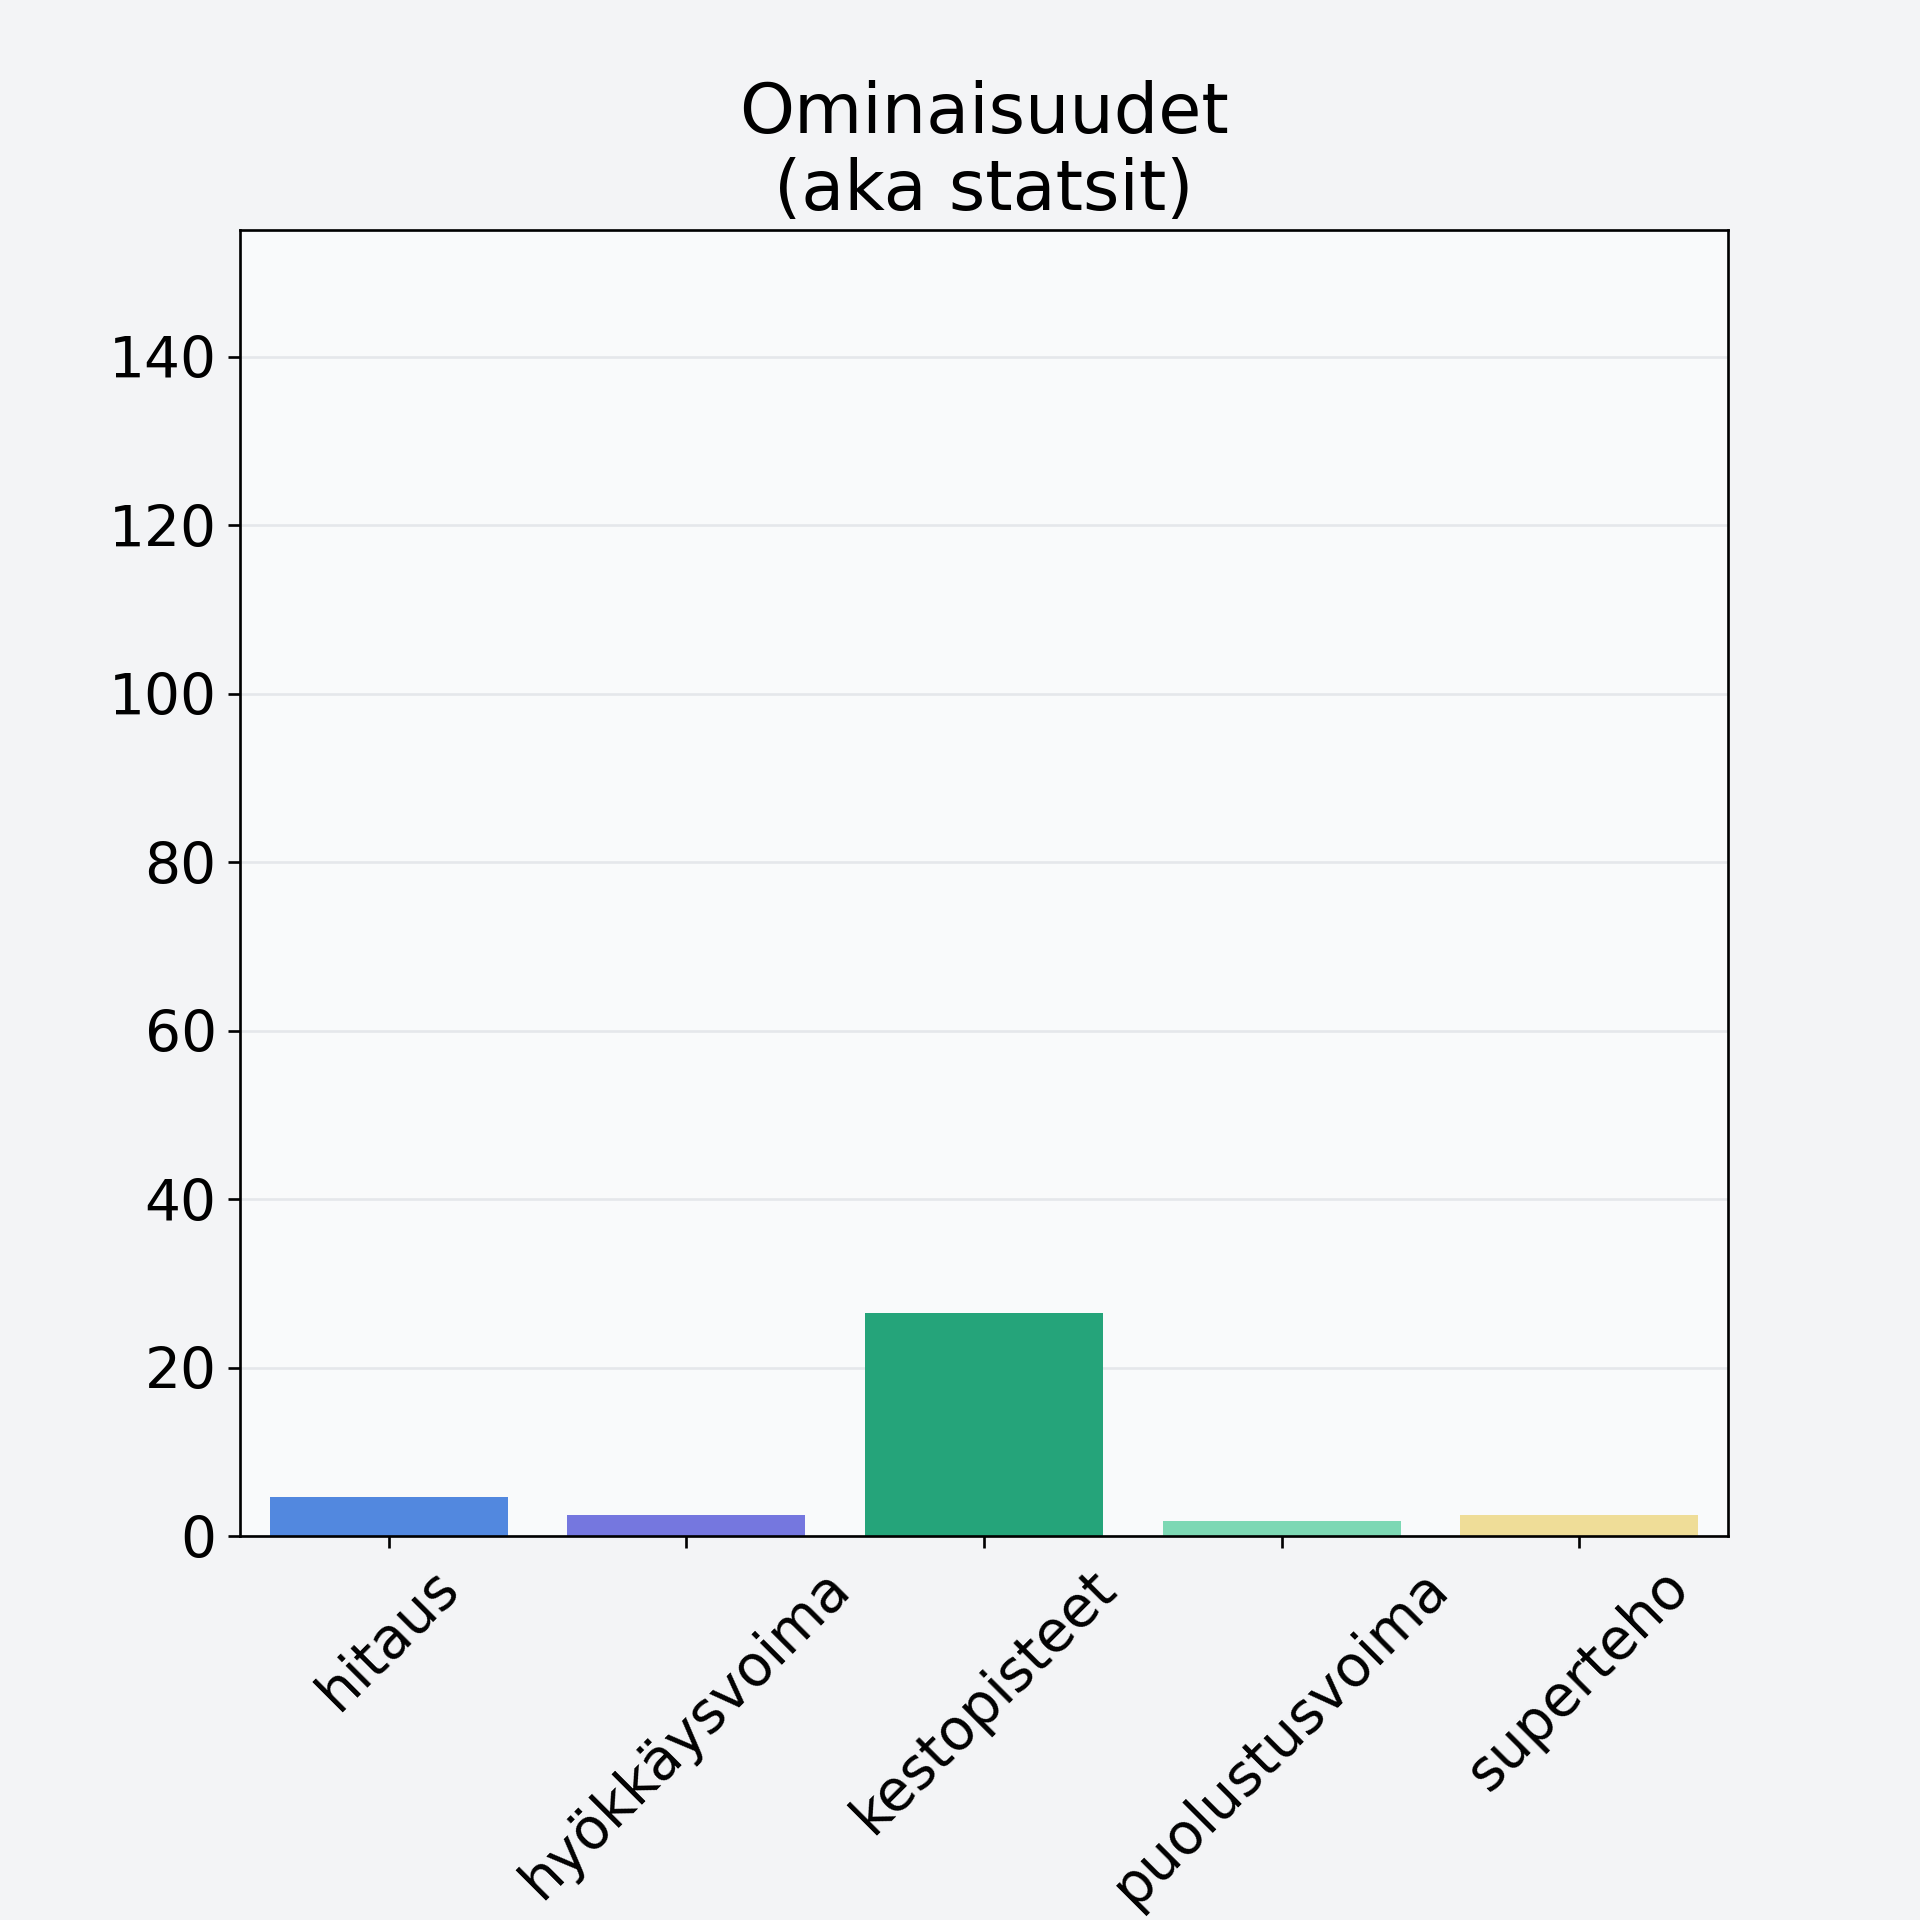 Ominaisuudet
(aka statsit)
140
120
100
80
60
40
20
0
hitaus
hyökkäysvoima
kestopisteet
puolustusvoima
superteho